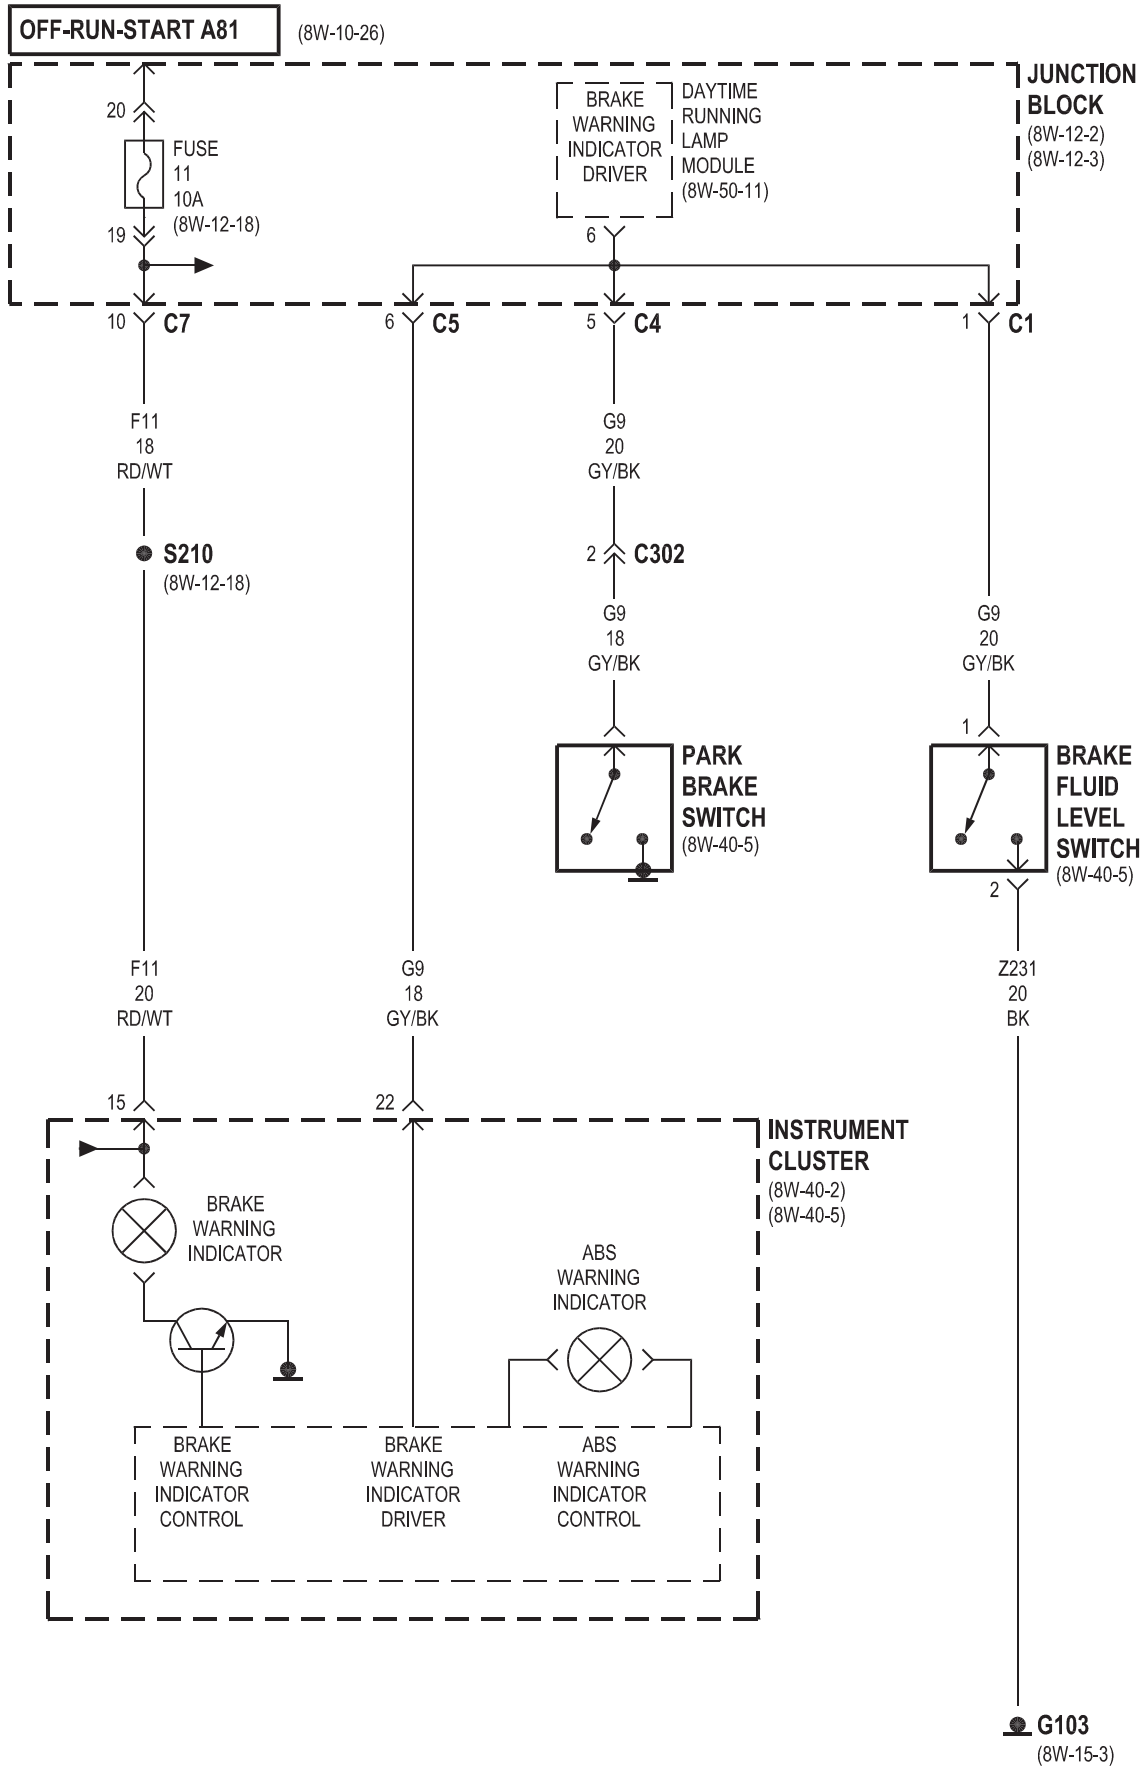 OFF-RUN-START A81 (8W-10-26)
JUNCTION
BLOCK
(8W-12-2)
(8W-12-3)
20
FUSE
11
10A
(8W-12-18)
19
BRAKE
WARNING
INDICATOR
DRIVER
DAYTIME
RUNNING
LAMP
MODULE
(8W-50-11)
6
10 C7
6 C5
5 C4
1 C1
F11
18
RD/WT
G9
20
GY/BK
S210
(8W-12-18)
2 C302
G9
18
GY/BK
G9
20
GY/BK
PARK
BRAKE
SWITCH
(8W-40-5)
1
BRAKE
FLUID
LEVEL
SWITCH
(8W-40-5)
2
F11
20
RD/WT
G9
18
GY/BK
Z231
20
BK
15
22
INSTRUMENT
CLUSTER
(8W-40-2)
(8W-40-5)
BRAKE
WARNING
INDICATOR
ABS
WARNING
INDICATOR
BRAKE
WARNING
INDICATOR
CONTROL
BRAKE
WARNING
INDICATOR
DRIVER
ABS
WARNING
INDICATOR
CONTROL
G103
(8W-15-3)